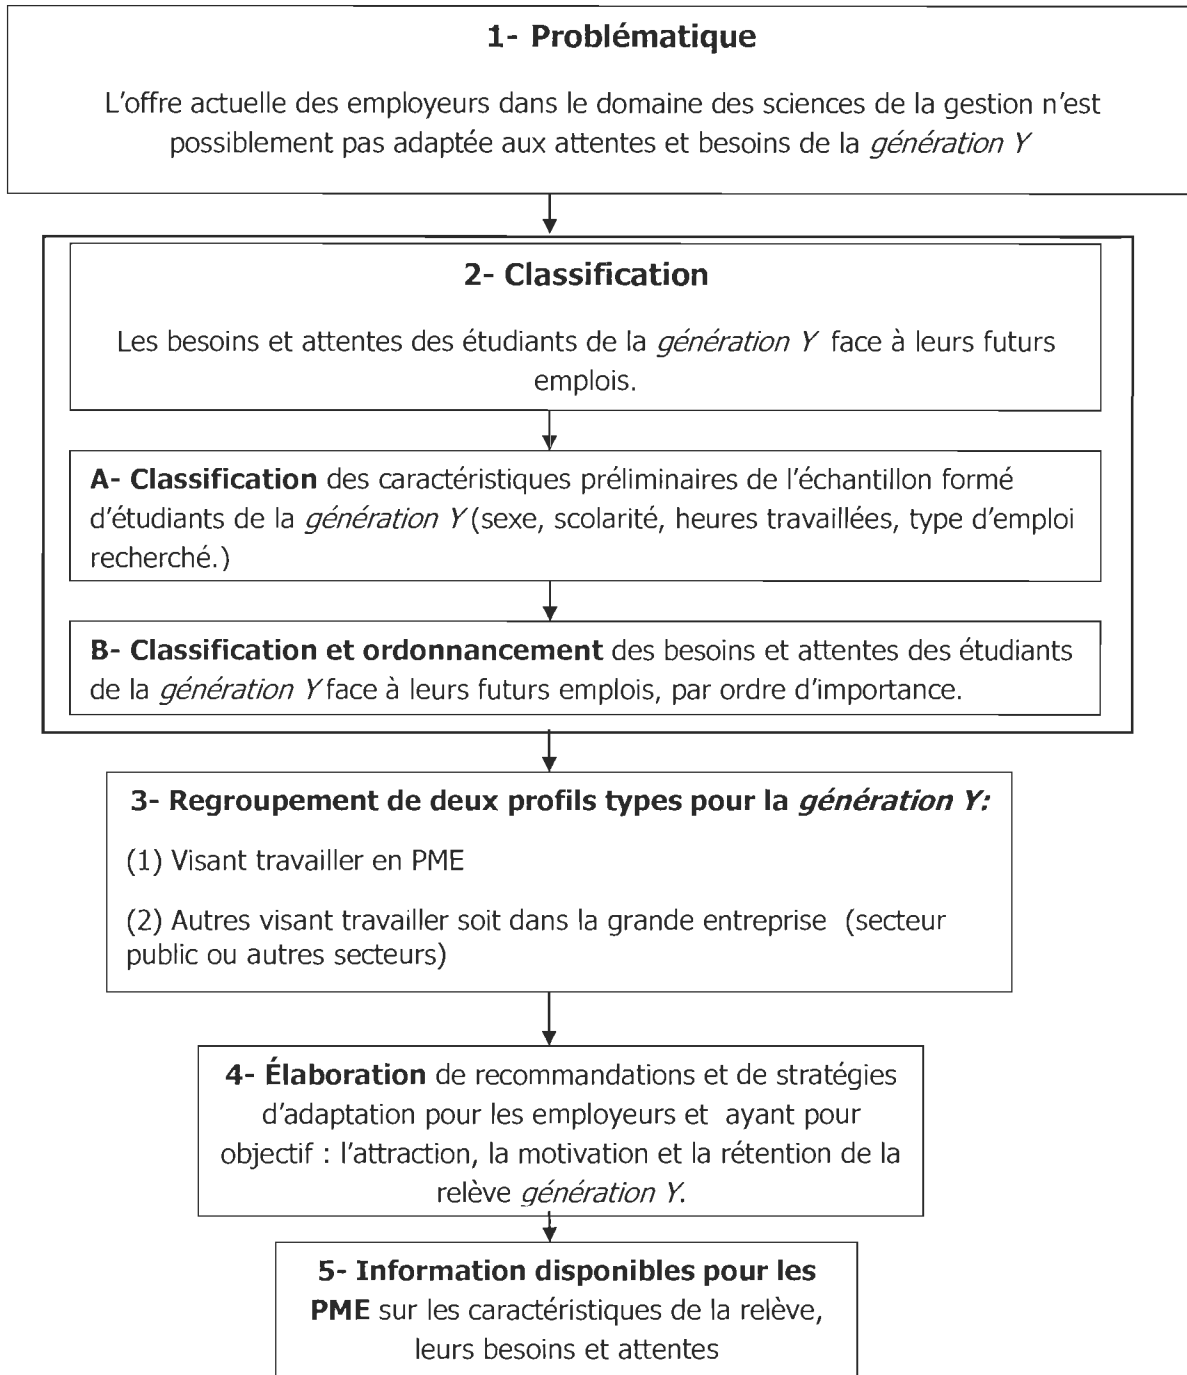 1- Problématique
L'offre actuelle des employeurs dans le domaine des sciences de la gestion n'est
possiblement pas adaptée aux attentes et besoins de la génération Y
2- Classification
Les besoins et attentes des étudiants de la génération Y face à leurs futurs
emplois.
A- Classification des caractéristiques préliminaires de l'échantillon formé
d'étudiants de la génération Y (sexe, scolarité, heures travaillées, type d'emploi
recherché.)
B- Classification et ordonnancement des besoins et attentes des étudiants
de la génération Y face à leurs futurs emplois, par ordre d'importance.
3- Regroupement de deux profils types pour la génération Y:
(1) Visant travailler en PME
(2) Autres visant travailler soit dans la grande entreprise (secteur
public ou autres secteurs)
4- Élaboration de recommandations et de stratégies
d'adaptation pour les employeurs et ayant pour
objectif : l'attraction, la motivation et la rétention de la
relève génération Y.
5- Information disponibles pour les
PME sur les caractéristiques de la relève,
leurs besoins et attentes